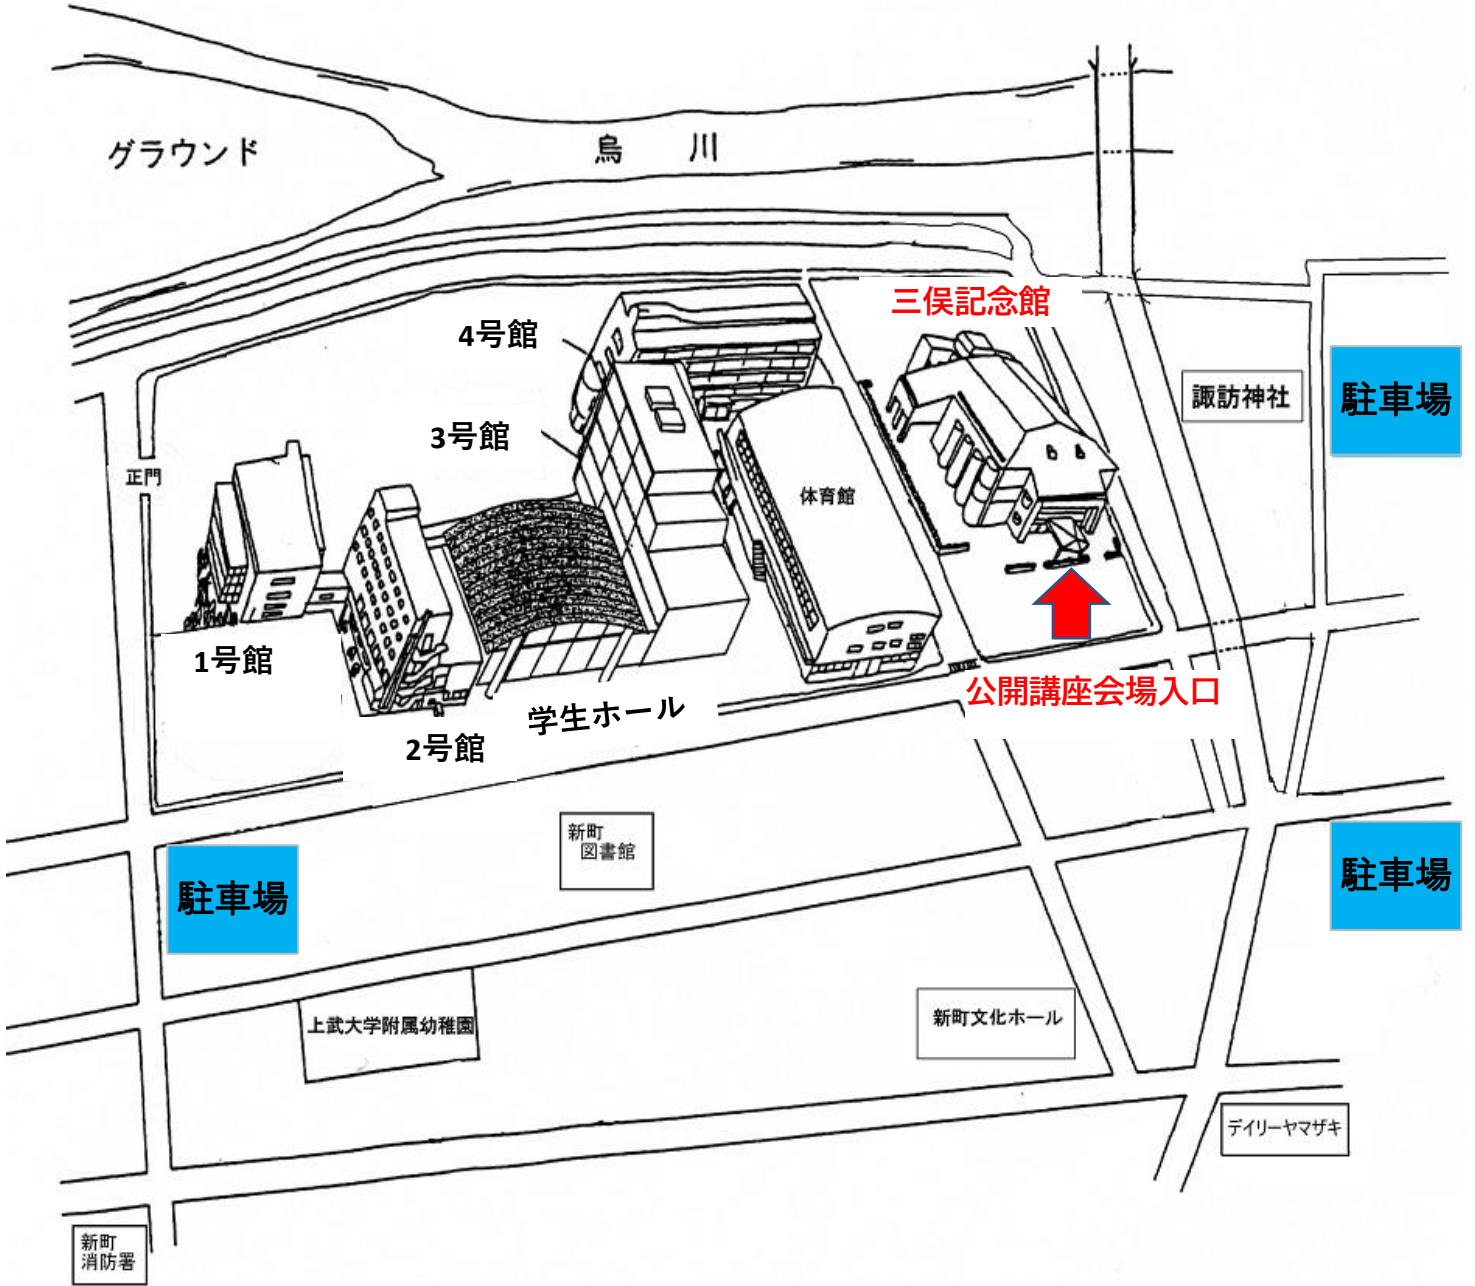 グラウンド
烏 川
三俣記念館
4号館
諏訪神社
駐車場
3号館
正門
体育館
1号館
公開講座会場入口
学生ホール
2号館
新町
図書館
駐車場
駐車場
上武大学附属幼稚園
新町文化ホール
デイリーヤマザキ
新町
消防署